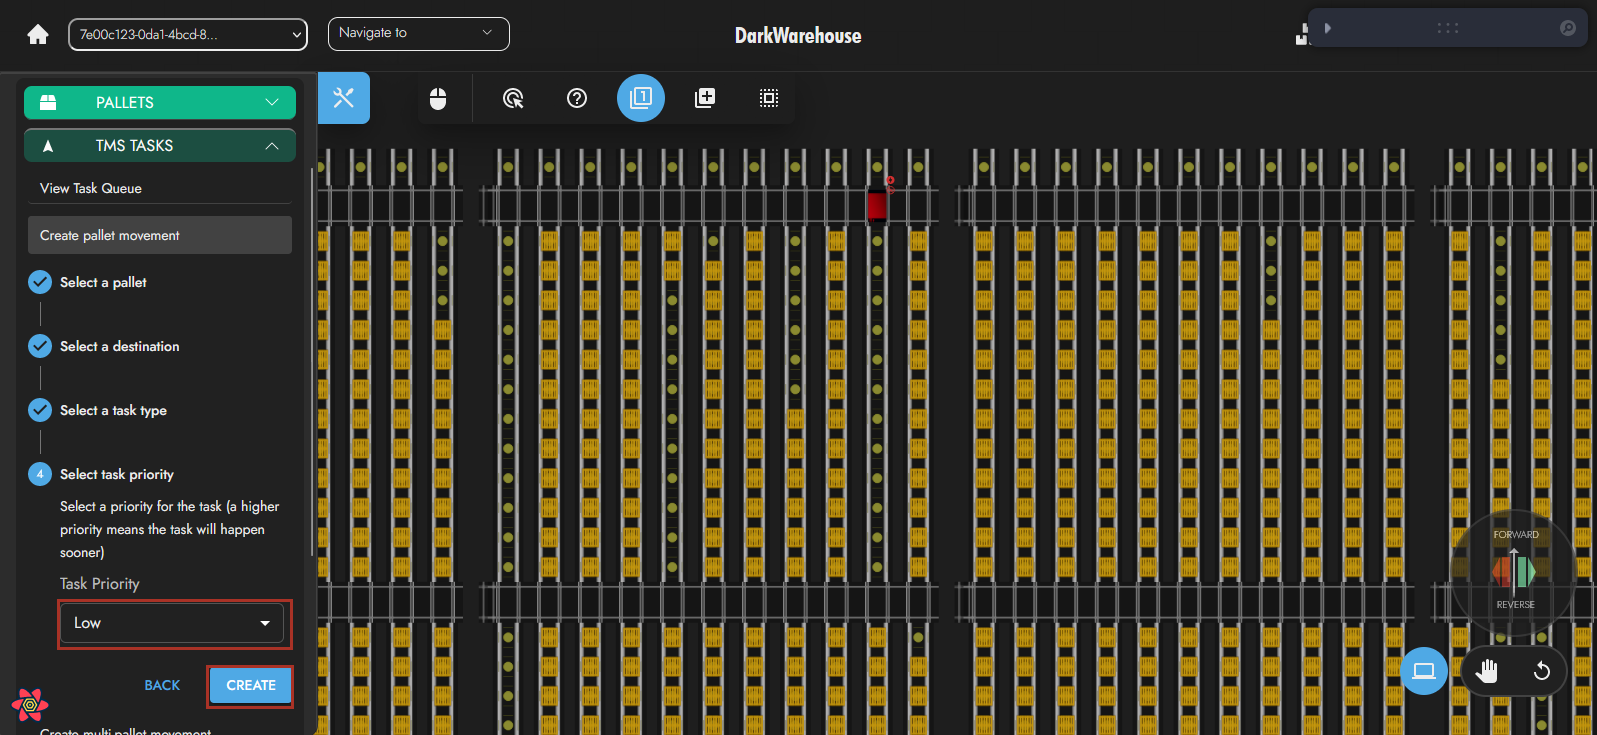 7e00c123-0da1-4bcd-8...
Navigate to
DarkWarehouse
PALLETS
TMS TASKS
View Task Queue
Create pallet movement
Select a pallet
Select a destination
Select a task type
4 Select task priority
Select a priority for the task (a higher
priority means the task will happen
sooner)
Task Priority
Low
BACK
CREATE
Create multi pallet movement
1
FORWARD
REVERSE